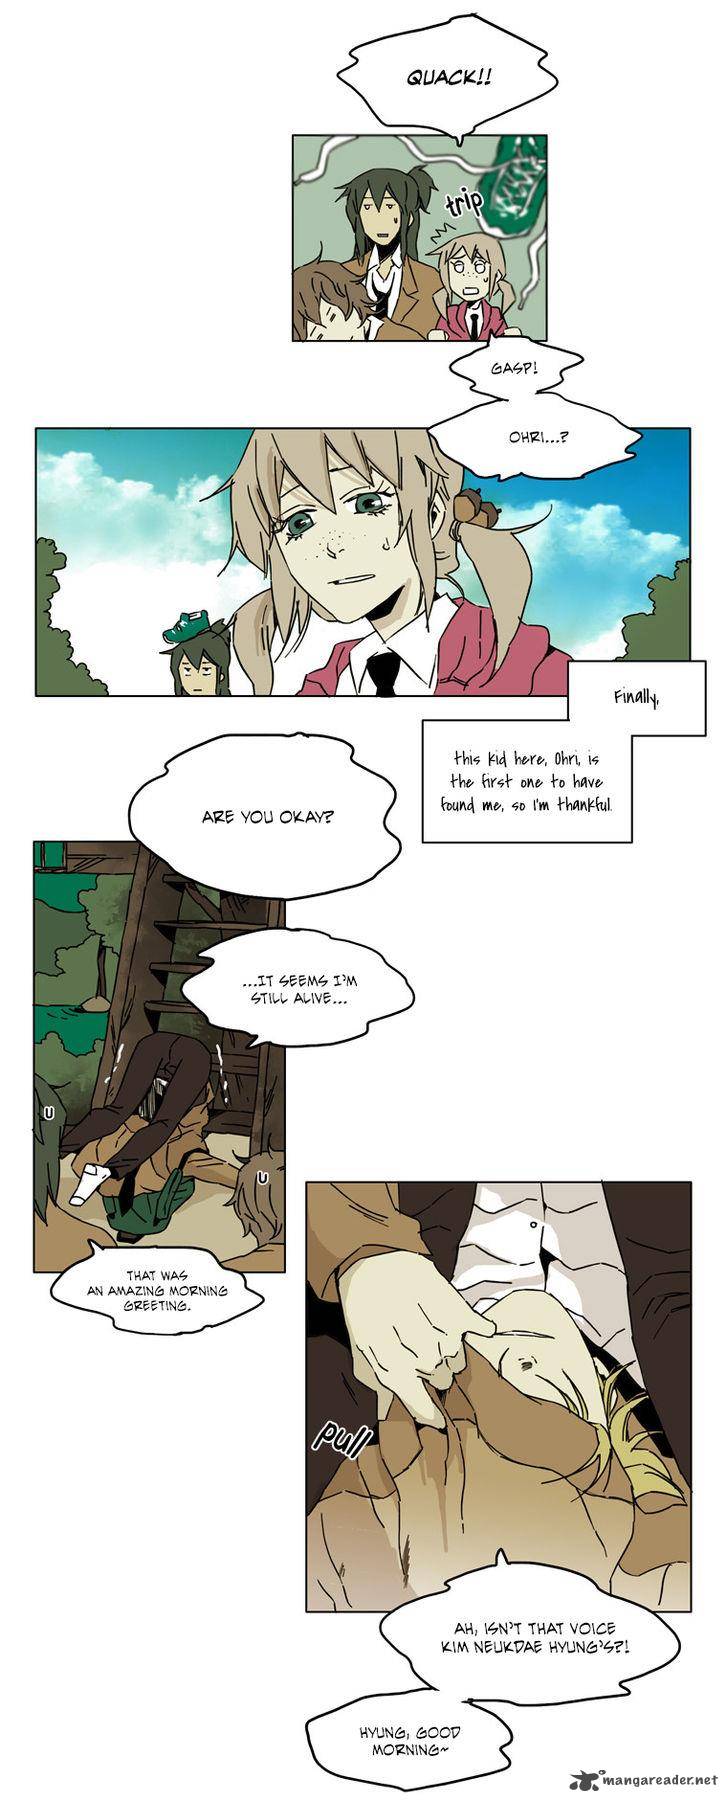 QUACK!!
trip
GASP!
OHRI...?
Finally,
this kid here, Ohri, is
the first one to have
found me, so I'm thankful.
ARE YOU OKAY?
...IT SEEMS I'M
STILL ALIVE...
U
U
THAT WAS
AN AMAZING MORNING
GREETING.
pull
AH, ISN'T THAT VOICE
KIM NEUKDAE HYUNG'S?!
HYUNG, GOOD
MORNING~
mangareader.net